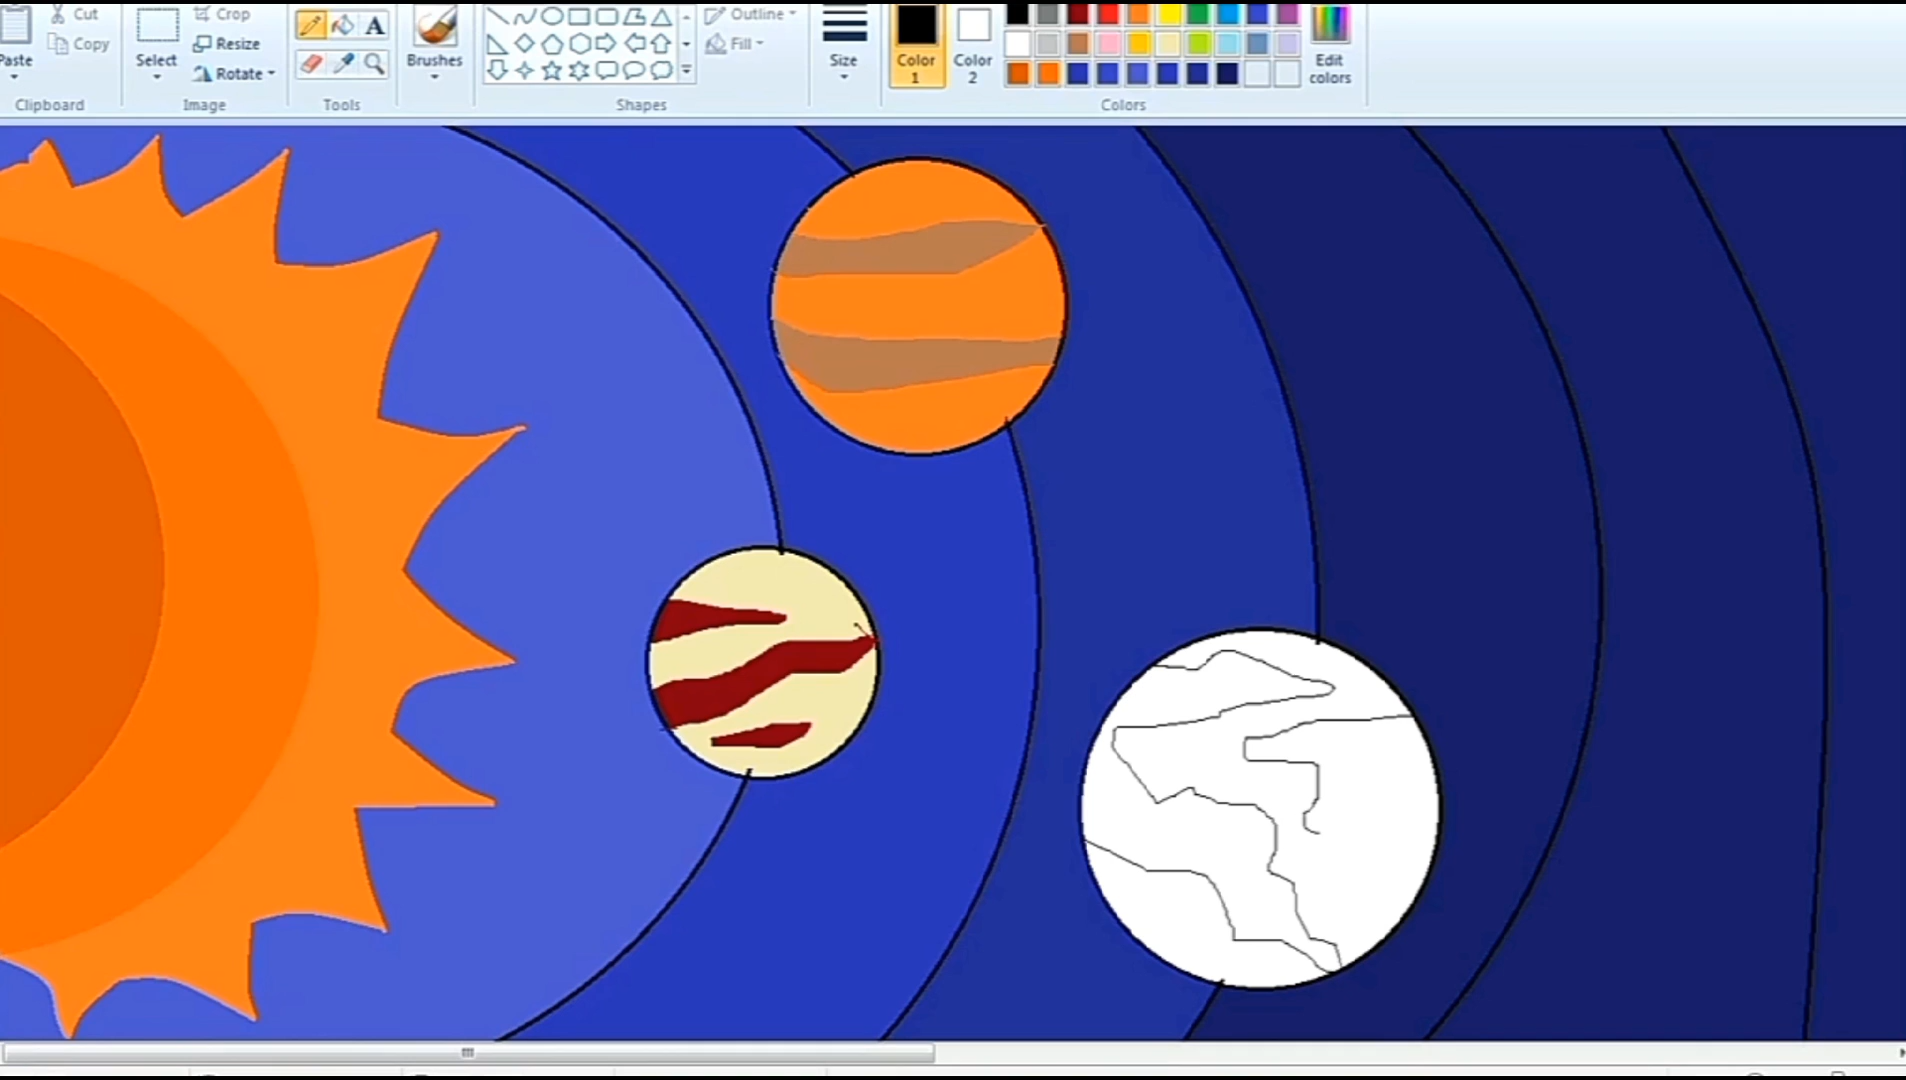 Cut
Copy
Paste
Clipboard
Select
Crop
Resize
Rotate
Image
A
Tools
Brushes
Outline
Fill
Shapes
Size
Color 1
Color 2
Edit colors
Colors